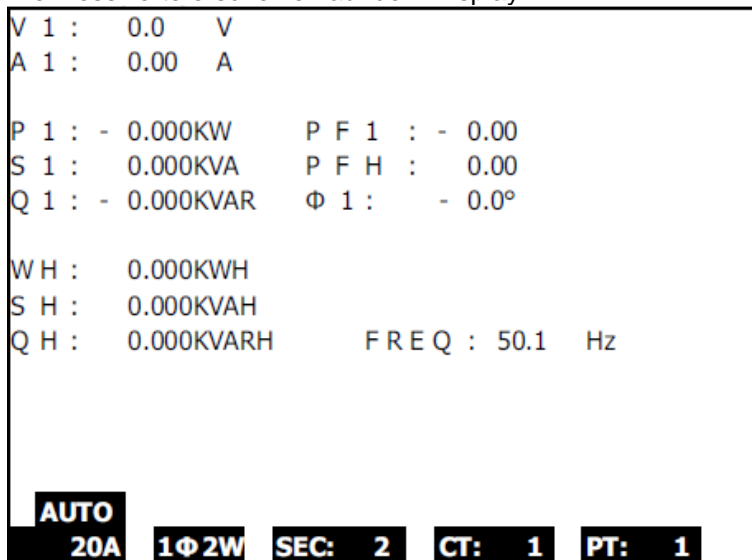 V 1 : 0.0 V
A 1 : 0.00 A
P 1 : - 0.000KW P F 1 : - 0.00
S 1 : 0.000KVA P F H : 0.00
Q 1 : - 0.000KVAR Φ 1 : - 0.0°
W H : 0.000KWH
S H : 0.000KVAH
Q H : 0.000KVARH F R E Q : 50.1 Hz
AUTO
20A 1Φ2W SEC: 2 CT: 1 PT: 1